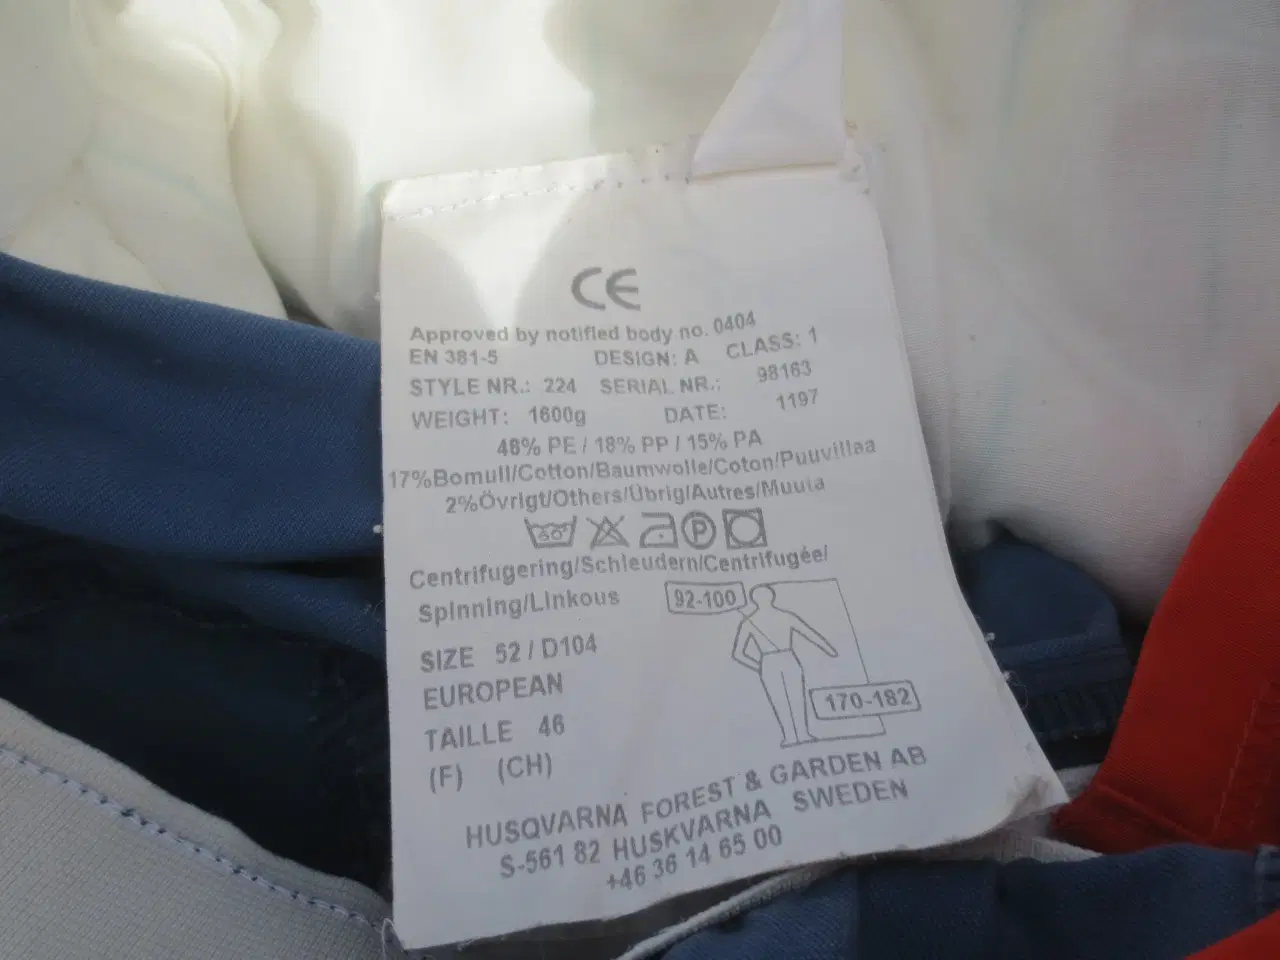 CE
Approved by notified body no. 0404
EN 381-5 DESIGN: A CLASS: 1
STYLE NR.: 224 SERIAL NR.: 98163
WEIGHT: 1600g DATE: 1197
48% PE / 18% PP / 15% PA
17%Bomull/Cotton/Baumwolle/Coton/Puuvillaa
2%Övrigt/Others/Übrig/Autres/Muuta
60 P
Centrifugering/Schleudern/Centrifugée/
Spinning/Linkous
92-100
SIZE 52 / D104
EUROPEAN
170-182
TAILLE 46
(F) (CH)
HUSQVARNA FOREST & GARDEN AB
S-561 82 HUSKVARNA SWEDEN
+46 36 14 65 00